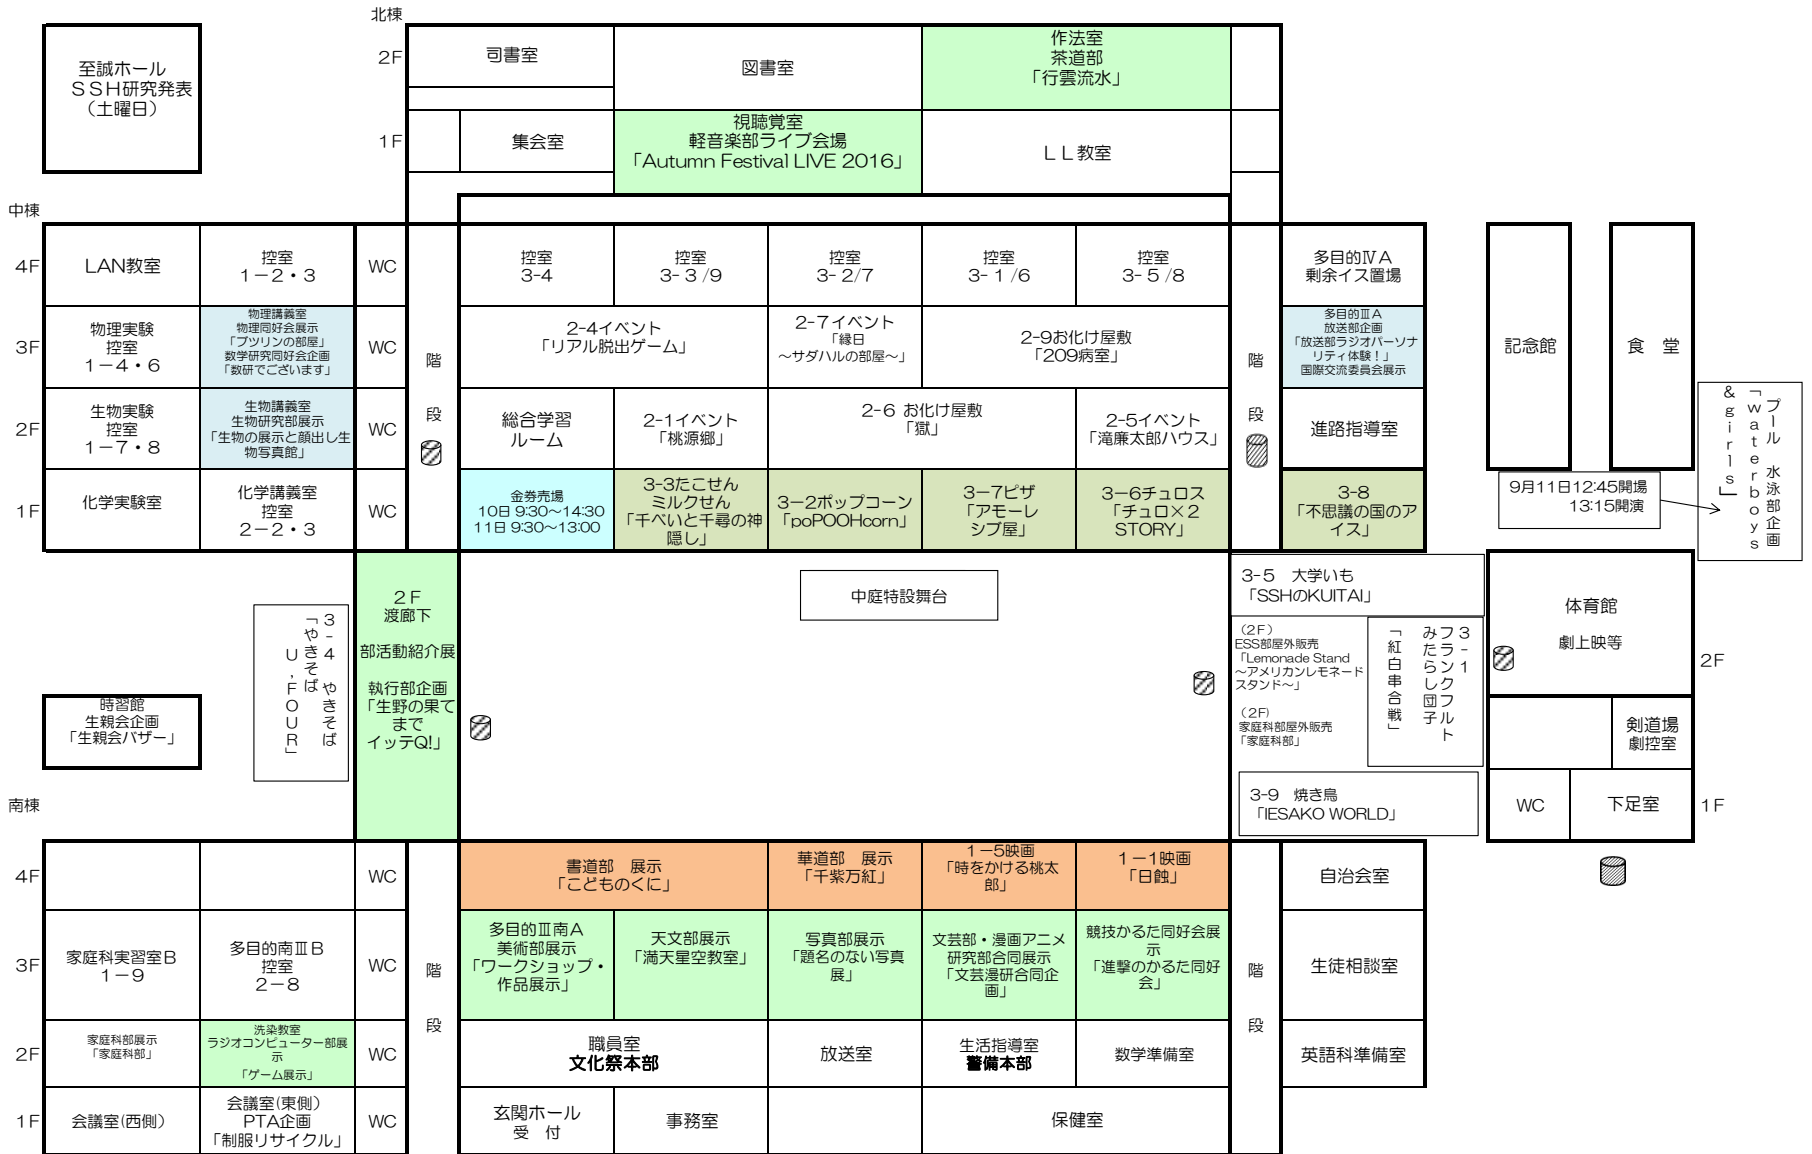 北棟
至誠ホール
ＳＳＨ研究発表
（土曜日）
2F
司書室
図書室
作法室
茶道部
「行雲流水」
1F
集会室
視聴覚室
軽音楽部ライブ会場
「Autumn Festival LIVE 2016」
ＬＬ教室
中棟
4F
LAN教室
控室
１－２・３
WC
控室
3-4
控室
3-３/9
控室
3-２/7
控室
3-１/6
控室
3-５/8
多目的ⅣＡ
剰余イス置場
3F
物理実験
控室
１－４・６
物理講義室
物理同好会展示
「ブツリンの部屋」
数学研究同好会企画
「数研でございます」
WC
階
段
2-4イベント
「リアル脱出ゲーム」
2-7イベント
「縁日
～サダハルの部屋～」
2-9お化け屋敷
「209病室」
階
段
多目的ⅢＡ
放送部企画
「放送部ラジオパーソナ
リティ体験！」
国際交流委員会展示
記念館
食　堂
2F
生物実験
控室
１－７・８
生物講義室
生物研究部展示
「生物の展示と顔出し生
物写真館」
WC
総合学習
ルーム
2-1イベント
「桃源郷」
2-６ お化け屋敷
「獄」
2-5イベント
「滝廉太郎ハウス」
進路指導室
プール　水泳部企画
「ｗａｔｅｒｂｏｙｓ
＆ｇｉｒｌｓ」
1F
化学実験室
化学講義室
控室
２－２・３
WC
金券売場
10日 9:30～14:30
11日 9:30～13:00
3-3たこせん
ミルクせん
「千べいと千尋の神
隠し」
３－２ポップコーン
「poPOOHcorn」
３－７ピザ
「アモーレ
シブ屋」
３－６チュロス
「チュロ×２
STORY」
3-8
「不思議の国のア
イス」
9月11日12:45開場
13:15開演
２Ｆ
渡廊下
部活動紹介展
執行部企画
「生野の果て
まで
イッテQ!」
中庭特設舞台
3-5　大学いも
「SSHのKUITAI」
体育館
劇上映等
2F
３-４　やきそば
「やきそば
Ｕ，ＦＯＵＲ」
（2F）
ESS部屋外販売
「Lemonade Stand
～アメリカンレモネード
スタンド～」
（2F）
家庭科部屋外販売
「家庭科部」
３-１
フランクフルト
みたらし団子
「紅白串合戦」
時習館
生親会企画
「生親会バザー」
剣道場
劇控室
3-9　焼き鳥
「IESAKO WORLD」
WC
下足室
1F
南棟
4F
WC
書道部　展示
「こどものくに」
華道部　展示
「千紫万紅」
１－５映画
「時をかける桃太
郎」
１－１映画
「日蝕」
自治会室
3F
家庭科実習室B
１－９
多目的南ⅢＢ
控室
２－８
WC
階
段
多目的Ⅲ南Ａ
美術部展示
「ワークショップ・
作品展示」
天文部展示
「満天星空教室」
写真部展示
「題名のない写真
展」
文芸部・漫画アニメ
研究部合同展示
「文芸漫研合同企
画」
競技かるた同好会展
示
「進撃のかるた同好
会」
階
段
生徒相談室
2F
家庭科部展示
「家庭科部」
洗染教室
ラジオコンピューター部展
示
「ゲーム展示」
WC
職員室
文化祭本部
放送室
生活指導室
警備本部
数学準備室
英語科準備室
1F
会議室(西側）
会議室(東側）
PTA企画
「制服リサイクル」
WC
玄関ホール
受　付
事務室
保健室